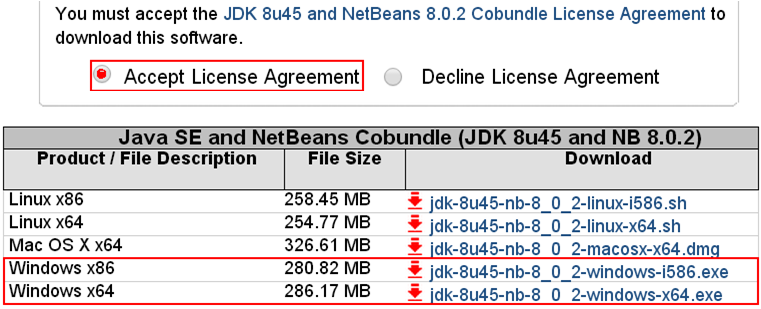 You must accept the JDK 8u45 and NetBeans 8.0.2 Cobundle License Agreement to
download this software.
Accept License Agreement Decline License Agreement
Java SE and NetBeans Cobundle (JDK 8u45 and NB 8.0.2)
Product / File Description File Size Download
Linux x86 258.45 MB jdk-8u45-nb-8_0_2-linux-i586.sh
Linux x64 254.77 MB jdk-8u45-nb-8_0_2-linux-x64.sh
Mac OS X x64 326.61 MB jdk-8u45-nb-8_0_2-macosx-x64.dmg
Windows x86 280.82 MB jdk-8u45-nb-8_0_2-windows-i586.exe
Windows x64 286.17 MB jdk-8u45-nb-8_0_2-windows-x64.exe